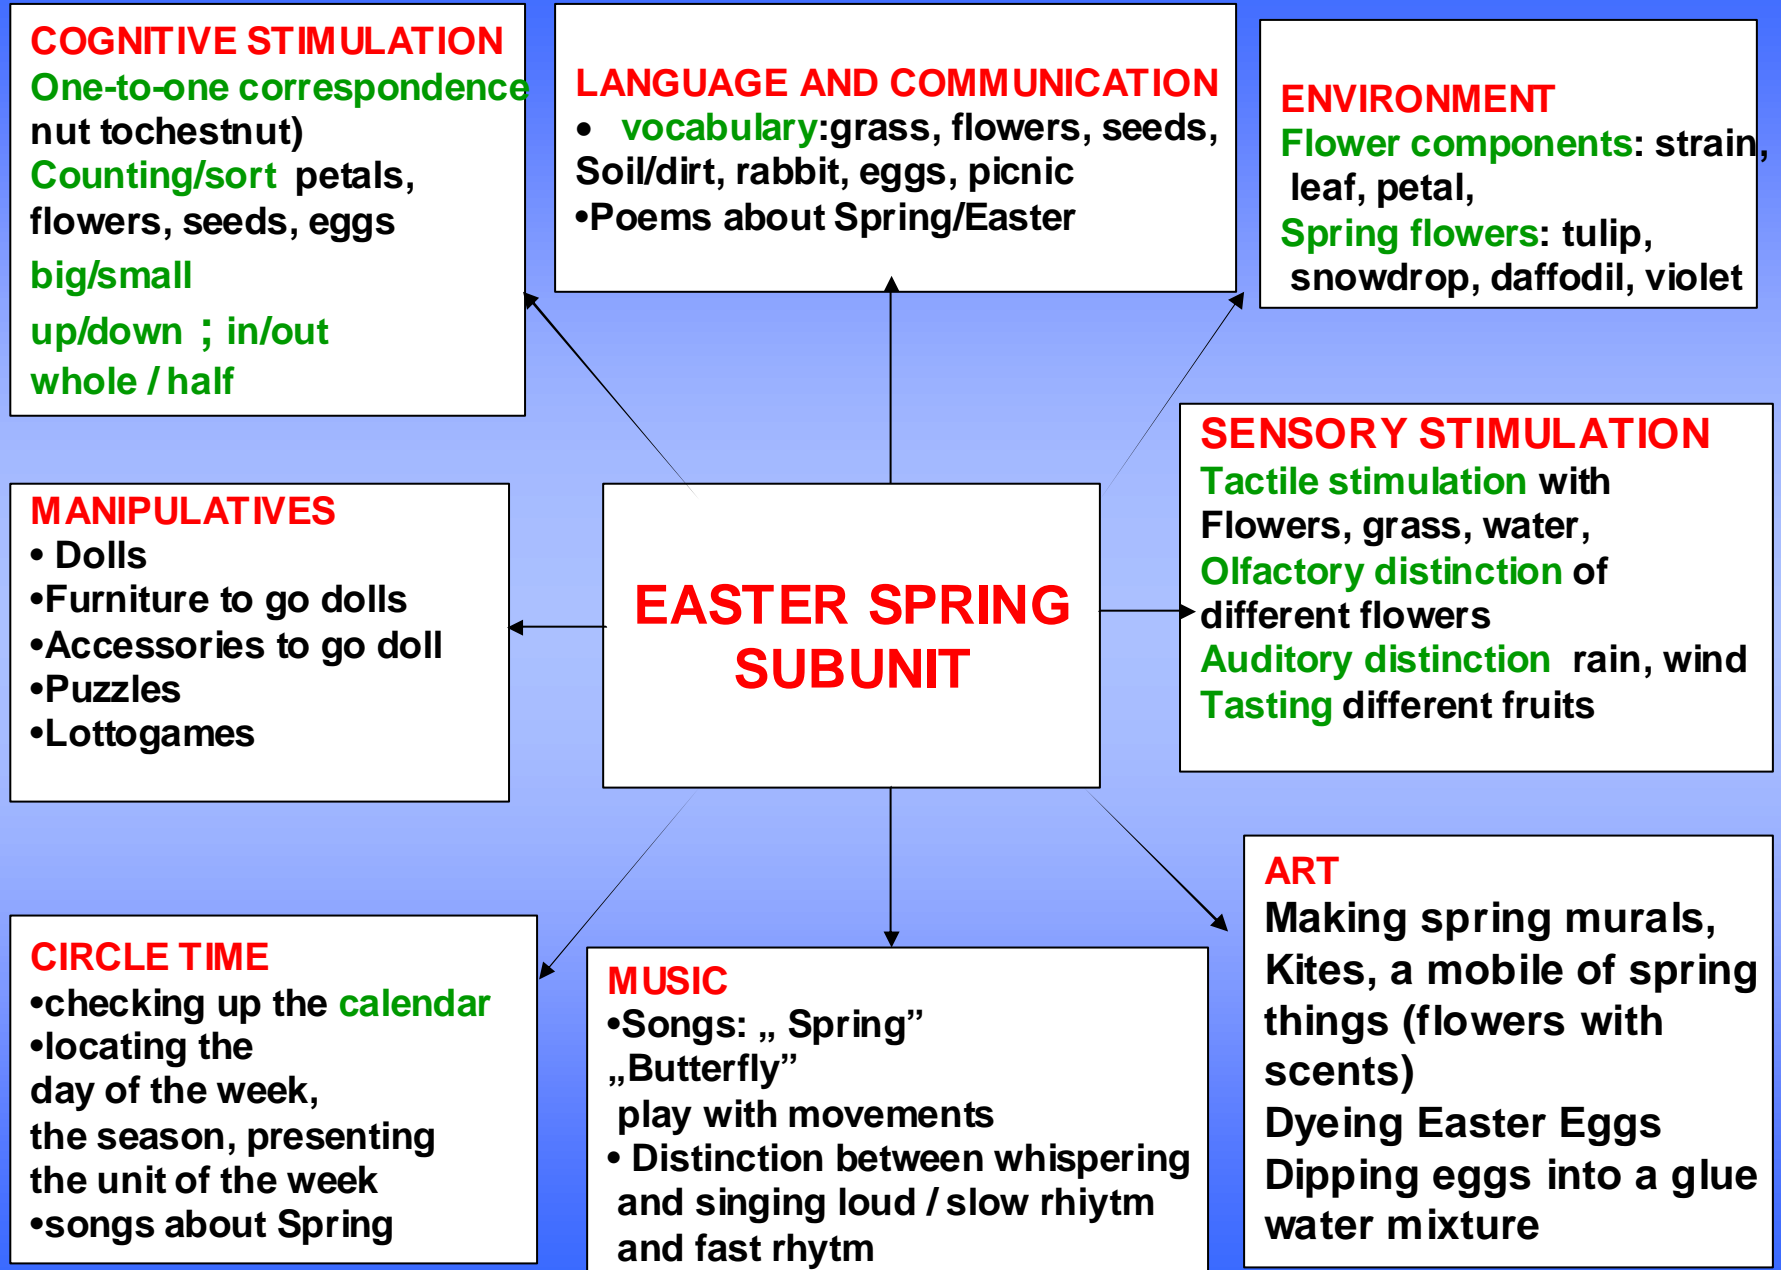 COGNITIVE STIMULATION
One-to-one correspondence
nut tochestnut)
Counting/sort petals,
flowers, seeds, eggs
big/small
up/down ; in/out
whole / half
LANGUAGE AND COMMUNICATION
• vocabulary:grass, flowers, seeds,
Soil/dirt, rabbit, eggs, picnic
•Poems about Spring/Easter
ENVIRONMENT
Flower components: strain,
leaf, petal,
Spring flowers: tulip,
snowdrop, daffodil, violet
MANIPULATIVES
• Dolls
•Furniture to go dolls
•Accessories to go doll
•Puzzles
•Lottogames
EASTER SPRING
SUBUNIT
SENSORY STIMULATION
Tactile stimulation with
Flowers, grass, water,
Olfactory distinction of
different flowers
Auditory distinction rain, wind
Tasting different fruits
CIRCLE TIME
•checking up the calendar
•locating the
day of the week,
the season, presenting
the unit of the week
•songs about Spring
MUSIC
•Songs: „ Spring”
„Butterfly”
play with movements
• Distinction between whispering
and singing loud / slow rhiytm
and fast rhytm
ART
Making spring murals,
Kites, a mobile of spring
things (flowers with
scents)
Dyeing Easter Eggs
Dipping eggs into a glue
water mixture